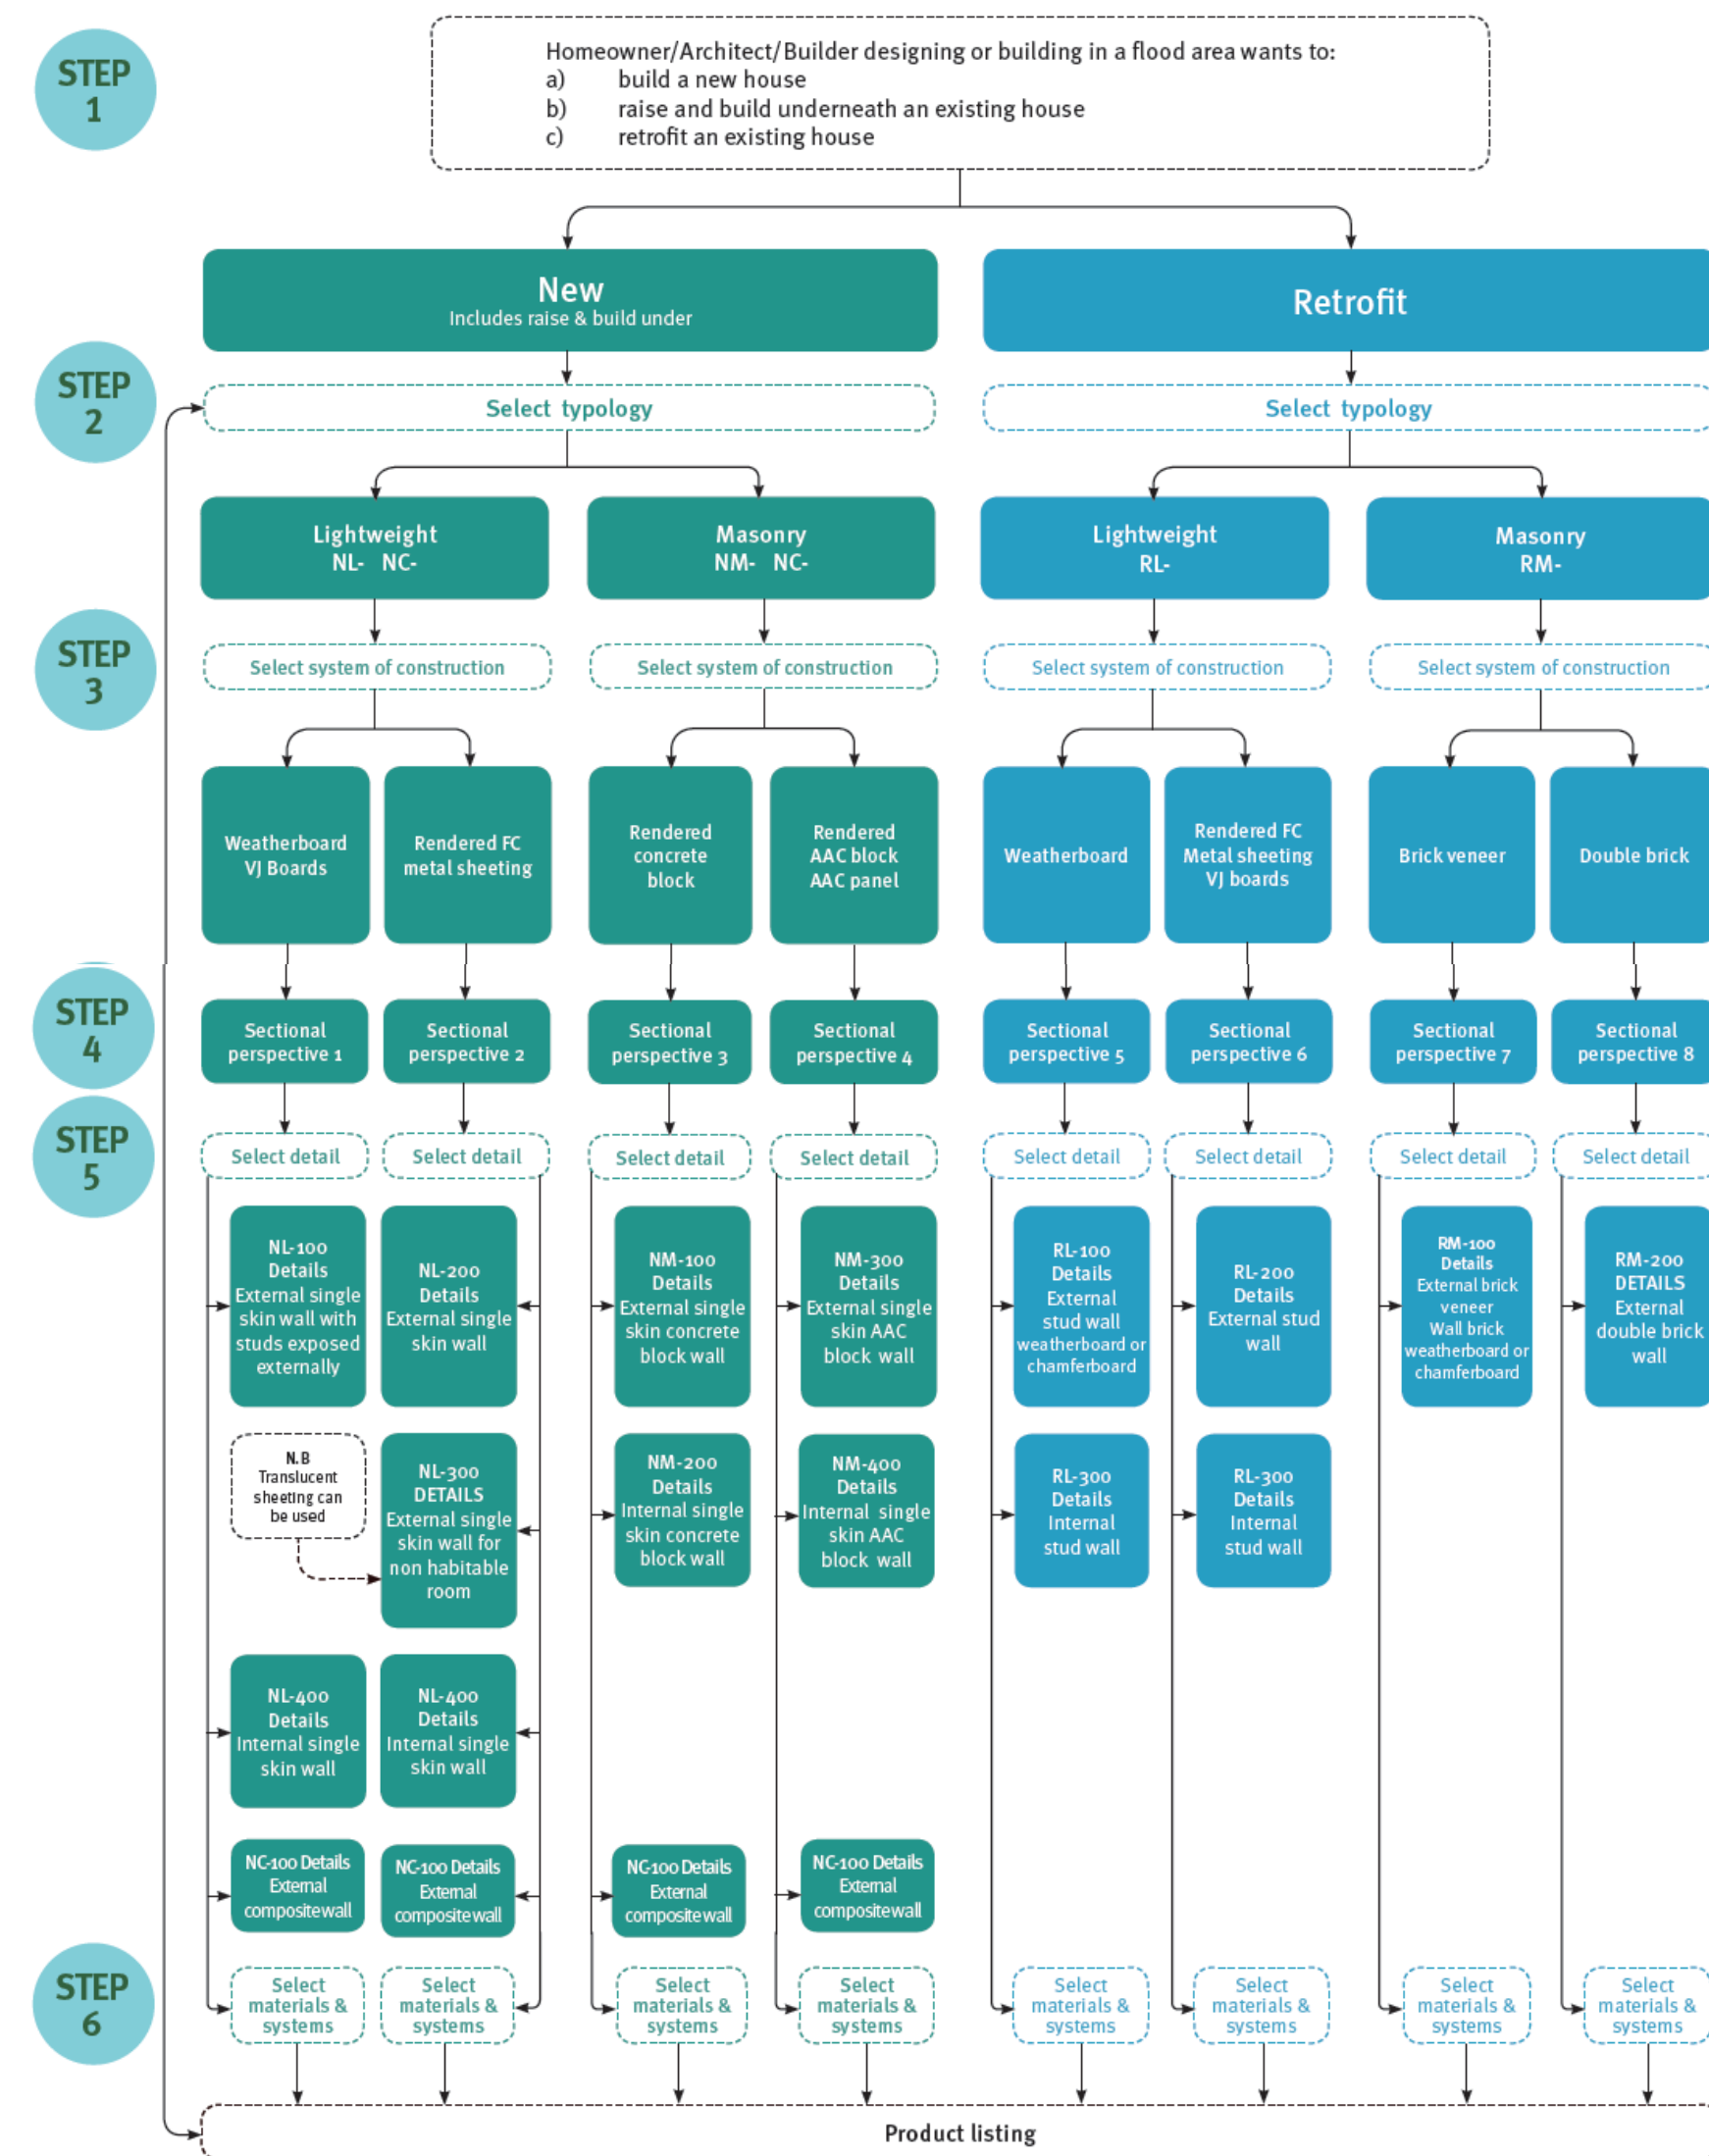 STEP
1
Homeowner/Architect/Builder designing or building in a flood area wants to:
a) build a new house
b) raise and build underneath an existing house
c) retrofit an existing house
New
Includes raise & build under
Retrofit
STEP
2
Select typology
Select typology
Lightweight
NL- NC-
Masonry
NM- NC-
Lightweight
RL-
Masonry
RM-
STEP
3
Select system of construction
Select system of construction
Select system of construction
Select system of construction
Weatherboard
VJ Boards
Rendered FC
metal sheeting
Rendered
concrete
block
Rendered
AAC block
AAC panel
Weatherboard
Rendered FC
Metal sheeting
VJ boards
Brick veneer
Double brick
STEP
4
Sectional
perspective 1
Sectional
perspective 2
Sectional
perspective 3
Sectional
perspective 4
Sectional
perspective 5
Sectional
perspective 6
Sectional
perspective 7
Sectional
perspective 8
STEP
5
Select detail
Select detail
Select detail
Select detail
Select detail
Select detail
Select detail
Select detail
NL-100
Details
External single
skin wall with
studs exposed
externally
NL-200
Details
External single
skin wall
NM-100
Details
External single
skin concrete
block wall
NM-300
Details
External single
skin AAC
block wall
RL-100
Details
External
stud wall
weatherboard or
chamferboard
RL-200
Details
External stud
wall
RM-100
Details
External brick
veneer
Wall brick
weatherboard or
chamferboard
RM-200
DETAILS
External
double brick
wall
N.B
Translucent
sheeting can
be used
NL-300
DETAILS
External single
skin wall for
non habitable
room
NM-200
Details
Internal single
skin concrete
block wall
NM-400
Details
Internal single
skin AAC
block wall
RL-300
Details
Internal
stud wall
RL-300
Details
Internal
stud wall
NL-400
Details
Internal single
skin wall
NL-400
Details
Internal single
skin wall
NC-100 Details
External
composite wall
NC-100 Details
External
composite wall
NC-100 Details
External
composite wall
NC-100 Details
External
composite wall
STEP
6
Select
materials &
systems
Select
materials &
systems
Select
materials &
systems
Select
materials &
systems
Select
materials &
systems
Select
materials &
systems
Select
materials &
systems
Select
materials &
systems
Product listing